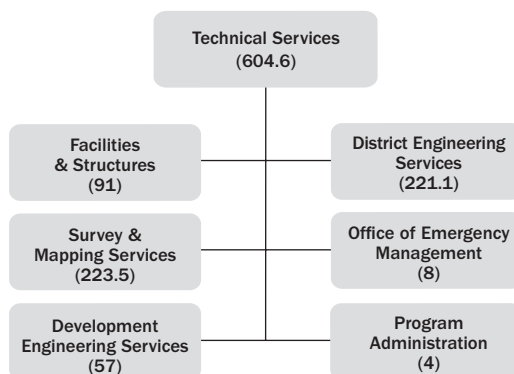 Technical Services
(604.6)
Facilities
& Structures
(91)
District Engineering
Services
(221.1)
Survey &
Mapping Services
(223.5)
Office of Emergency
Management
(8)
Development
Engineering Services
(57)
Program
Administration
(4)